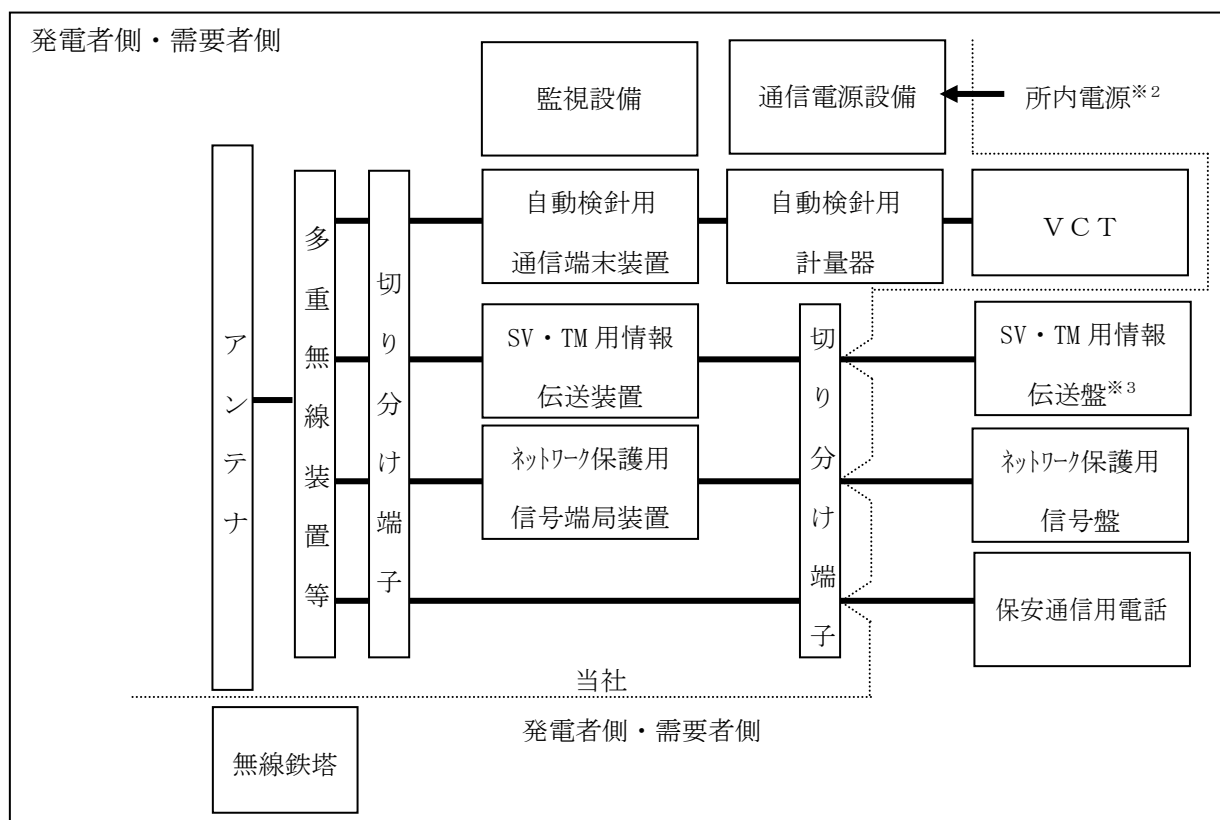 発電者側・需要者側
監視設備
通信電源設備
所内電源※2
アンテナ
多重無線装置等
切り分け端子
自動検針用
通信端末装置
自動検針用
計量器
VCT
SV・TM用情報
伝送装置
切り分け端子
SV・TM用情報
伝送盤※3
ネットワーク保護用
信号端局装置
ネットワーク保護用
信号盤
保安通信用電話
当社
発電者側・需要者側
無線鉄塔